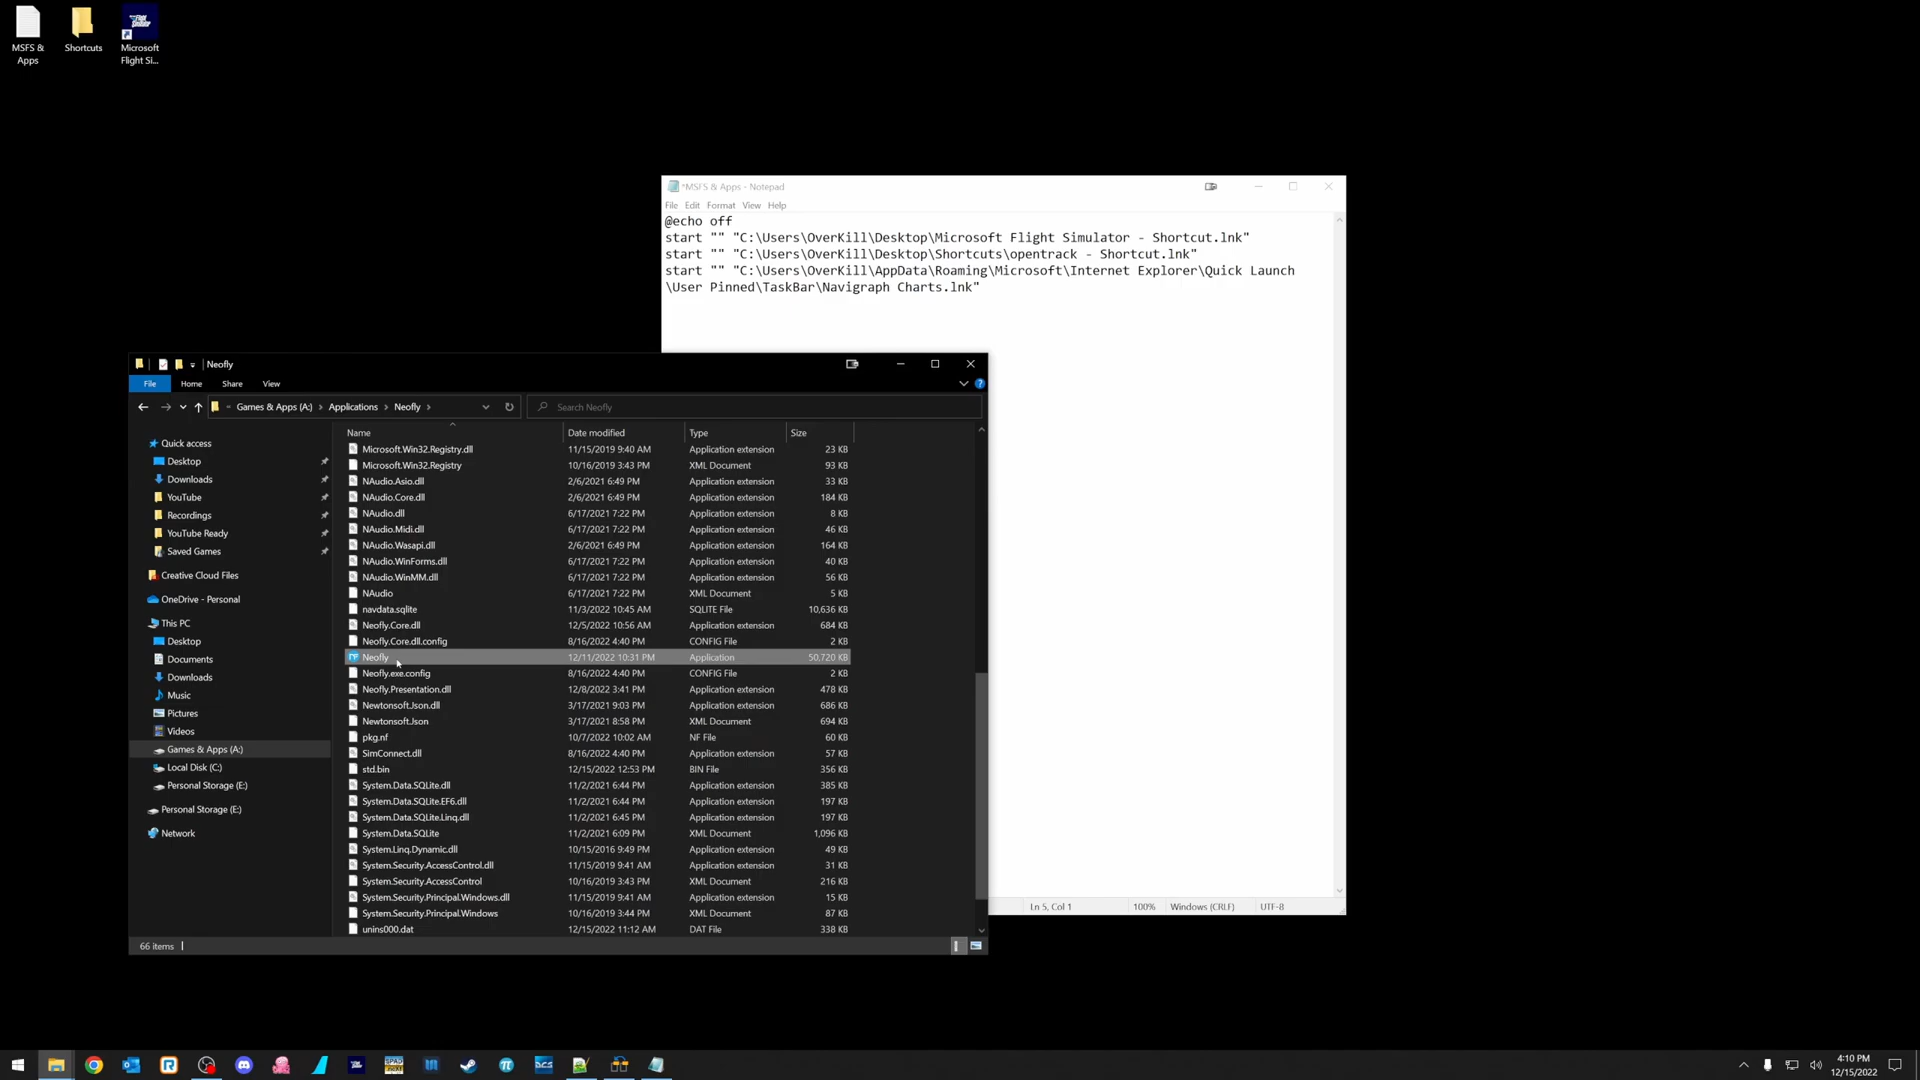 MSFS &
Apps
Shortcuts
Microsoft
Flight Si...
*MSFS & Apps - Notepad
File Edit Format View Help
@echo off
start "" "C:\Users\OverKill\Desktop\Microsoft Flight Simulator - Shortcut.lnk"
start "" "C:\Users\OverKill\Desktop\Shortcuts\opentrack - Shortcut.lnk"
start "" "C:\Users\OverKill\AppData\Roaming\Microsoft\Internet Explorer\Quick Launch
\User Pinned\TaskBar\Navigraph Charts.lnk"
Ln 5, Col 1 100% Windows (CRLF) UTF-8
Neofly
File Home Share View
Games & Apps (A:) Applications Neofly
Search Neofly
Quick access
Desktop
Downloads
YouTube
Recordings
YouTube Ready
Saved Games
Creative Cloud Files
OneDrive - Personal
This PC
Desktop
Documents
Downloads
Music
Pictures
Videos
Games & Apps (A:)
Local Disk (C:)
Personal Storage (E:)
Personal Storage (E:)
Network
Name Date modified Type Size
Microsoft.Win32.Registry.dll 11/15/2019 9:40 AM Application extension 23 KB
Microsoft.Win32.Registry 10/16/2019 3:43 PM XML Document 93 KB
NAudio.Asio.dll 2/6/2021 6:49 PM Application extension 33 KB
NAudio.Core.dll 2/6/2021 6:49 PM Application extension 184 KB
NAudio.dll 6/17/2021 7:22 PM Application extension 8 KB
NAudio.Midi.dll 6/17/2021 7:22 PM Application extension 46 KB
NAudio.Wasapi.dll 2/6/2021 6:49 PM Application extension 164 KB
NAudio.WinForms.dll 6/17/2021 7:22 PM Application extension 40 KB
NAudio.WinMM.dll 6/17/2021 7:22 PM Application extension 56 KB
NAudio 6/17/2021 7:22 PM XML Document 5 KB
navdata.sqlite 11/3/2022 10:45 AM SQLITE File 10,636 KB
Neofly.Core.dll 12/5/2022 10:56 AM Application extension 684 KB
Neofly.Core.dll.config 8/16/2022 4:40 PM CONFIG File 2 KB
Neofly 12/11/2022 10:31 PM Application 50,720 KB
Neofly.exe.config 8/16/2022 4:40 PM CONFIG File 2 KB
Neofly.Presentation.dll 12/8/2022 3:41 PM Application extension 478 KB
Newtonsoft.Json.dll 3/17/2021 9:03 PM Application extension 686 KB
Newtonsoft.Json 3/17/2021 8:58 PM XML Document 694 KB
pkg.nf 10/7/2022 10:02 AM NF File 60 KB
SimConnect.dll 8/16/2022 4:40 PM Application extension 57 KB
std.bin 12/15/2022 12:53 PM BIN File 356 KB
System.Data.SQLite.dll 11/2/2021 6:44 PM Application extension 385 KB
System.Data.SQLite.EF6.dll 11/2/2021 6:44 PM Application extension 197 KB
System.Data.SQLite.Linq.dll 11/2/2021 6:45 PM Application extension 197 KB
System.Data.SQLite 11/2/2021 6:09 PM XML Document 1,096 KB
System.Linq.Dynamic.dll 10/15/2016 9:49 PM Application extension 49 KB
System.Security.AccessControl.dll 11/15/2019 9:41 AM Application extension 31 KB
System.Security.AccessControl 10/16/2019 3:43 PM XML Document 216 KB
System.Security.Principal.Windows.dll 11/15/2019 9:41 AM Application extension 15 KB
System.Security.Principal.Windows 10/16/2019 3:44 PM XML Document 87 KB
unins000.dat 12/15/2022 11:12 AM DAT File 338 KB
66 items
4:10 PM
12/15/2022